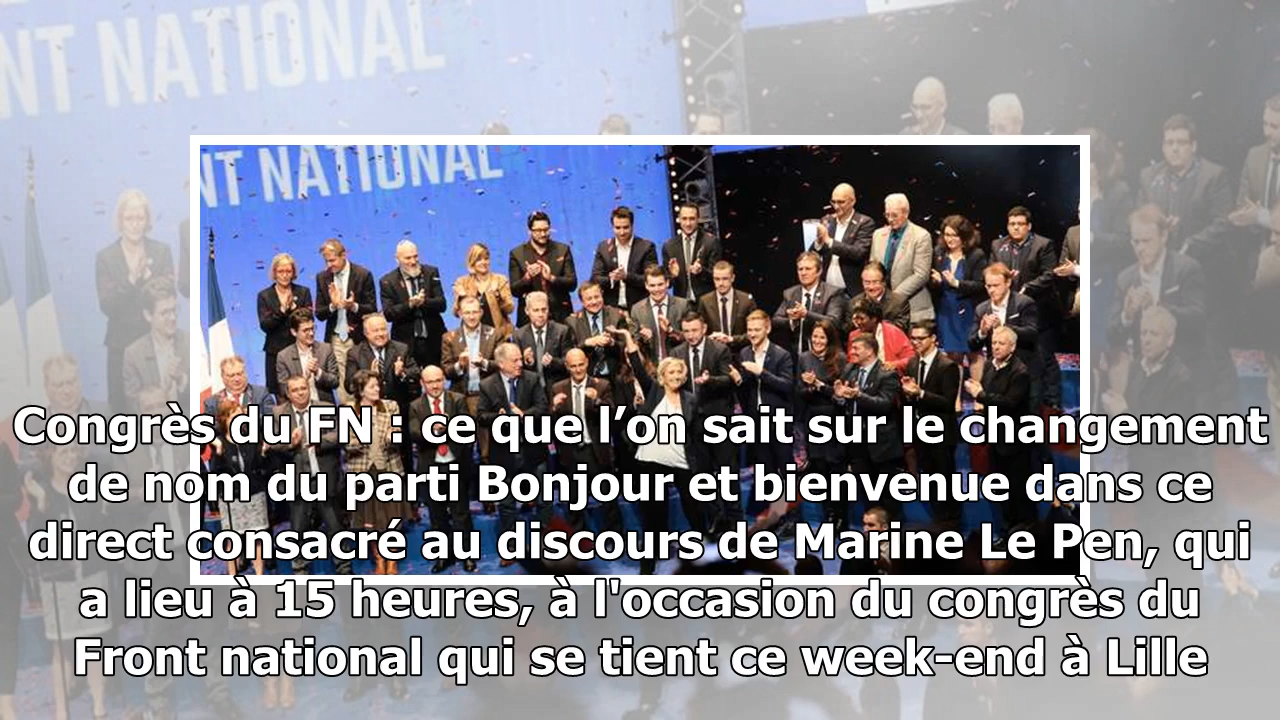 NT NATIONAL
NT NATIONAL
Congrès du FN : ce que l’on sait sur le changement
de nom du parti Bonjour et bienvenue dans ce
direct consacré au discours de Marine Le Pen, qui
a lieu à 15 heures, à l'occasion du congrès du
Front national qui se tient ce week-end à Lille